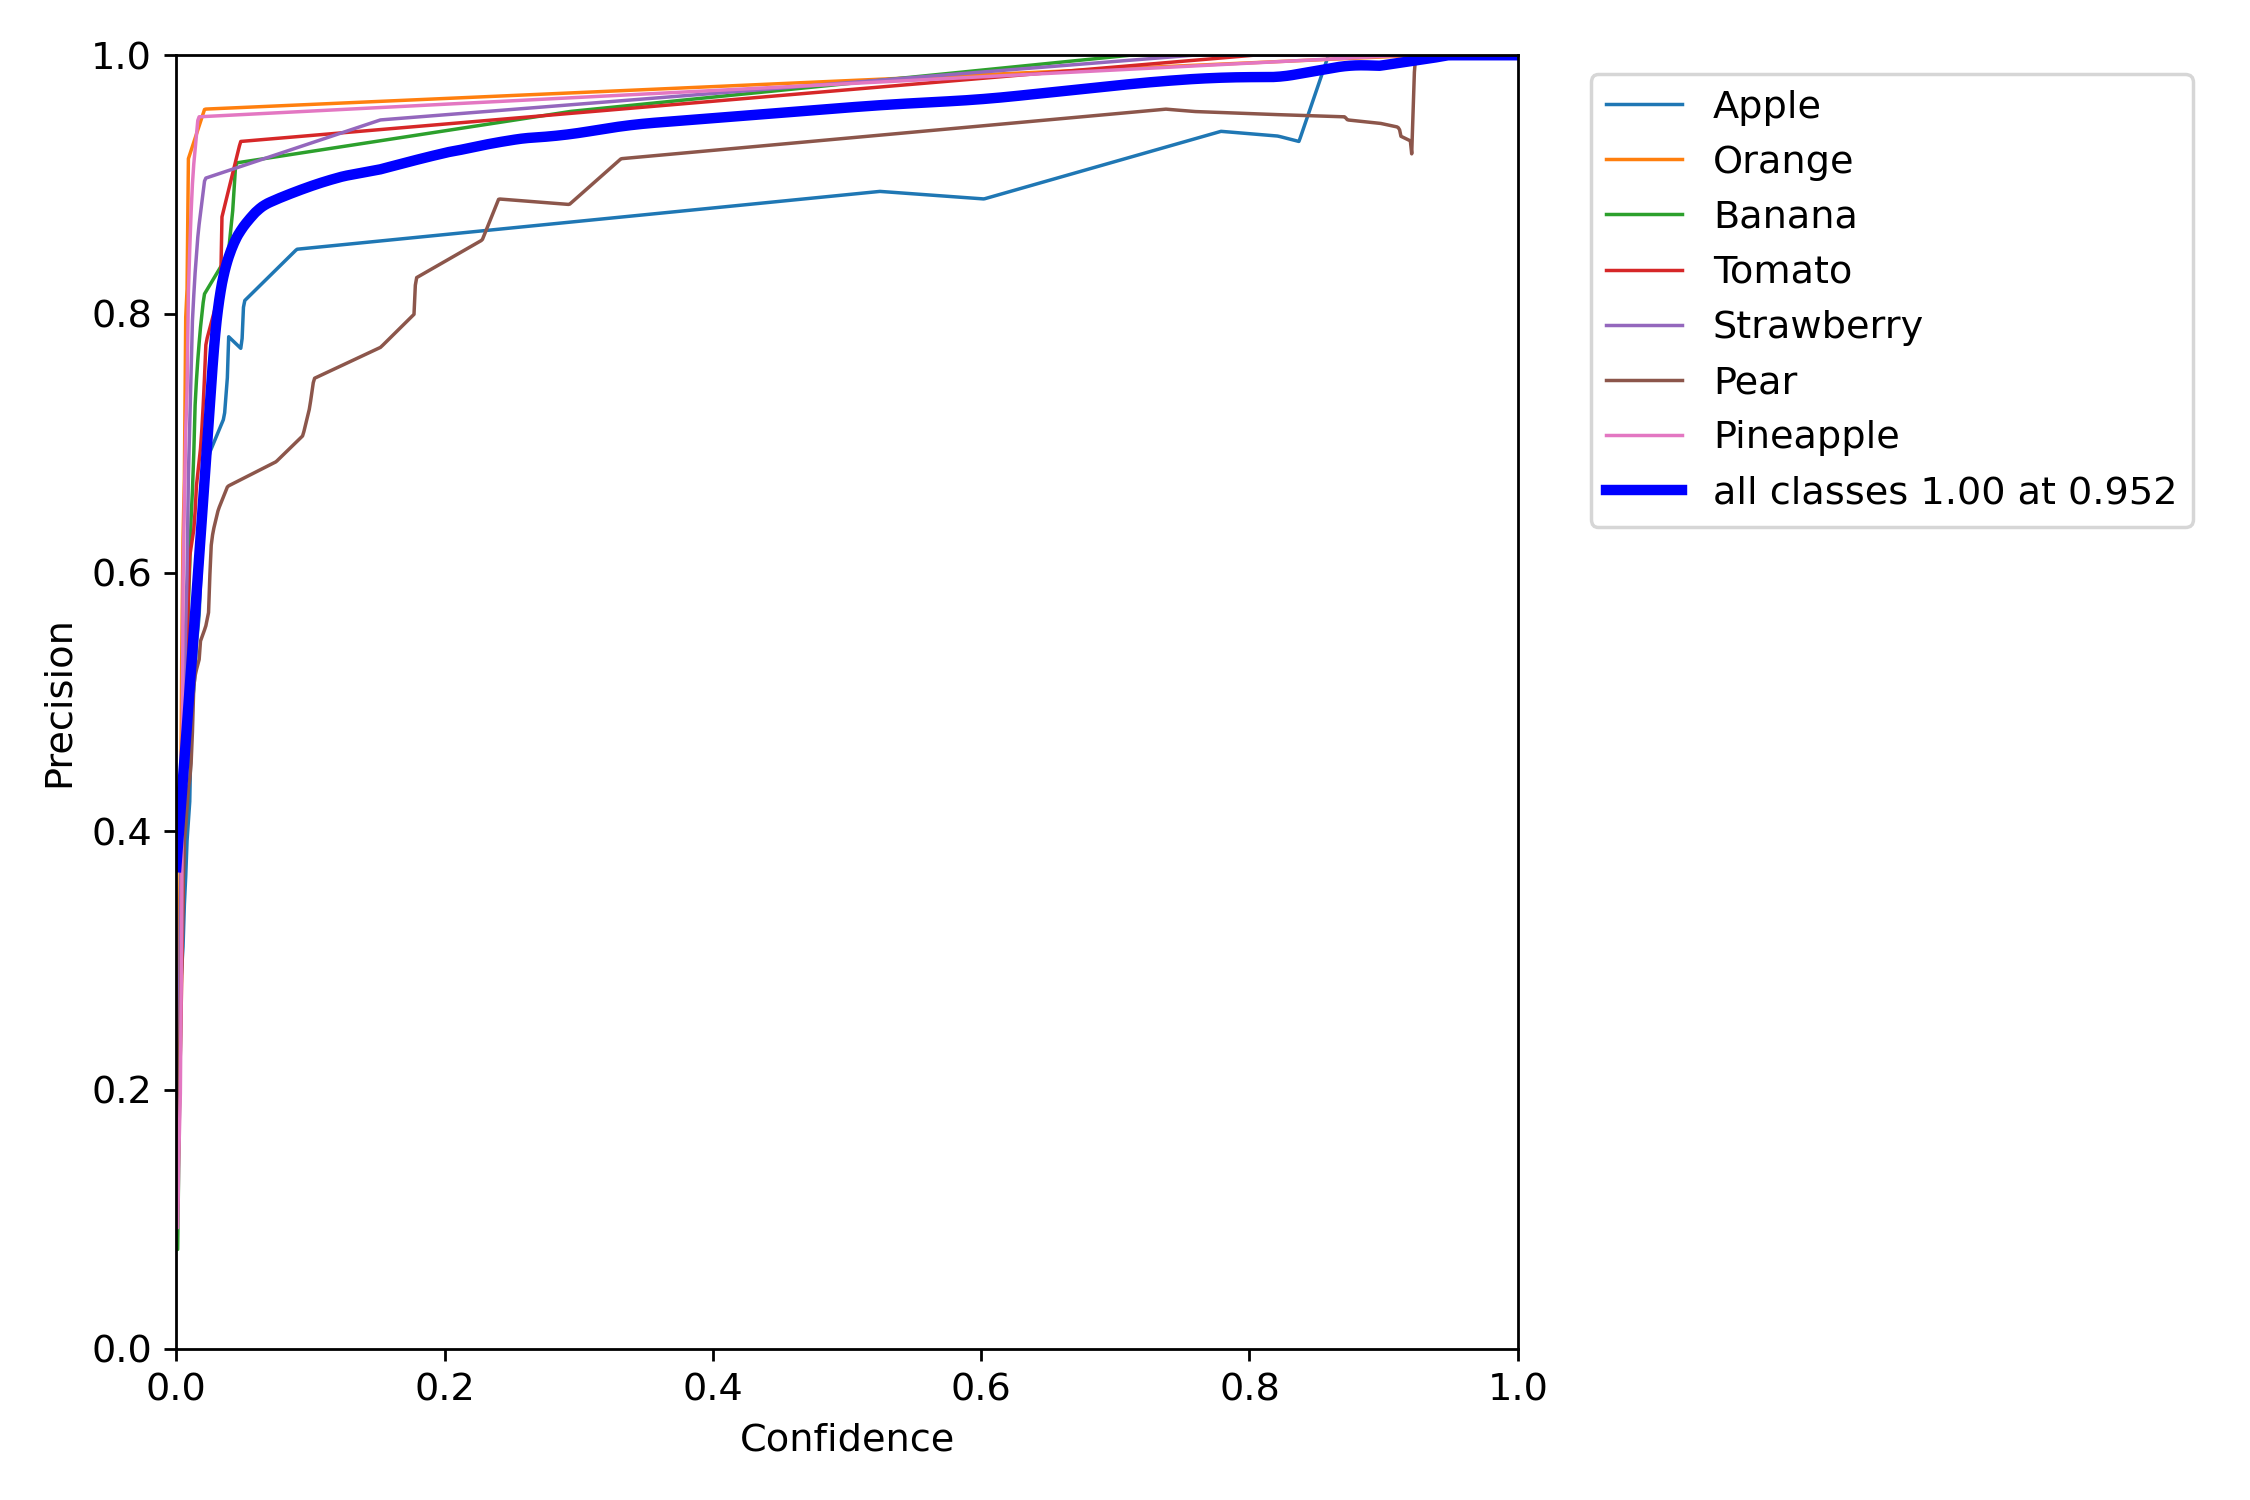 1.0
0.8
0.6
0.4
0.2
0.0
Precision
0.0 0.2 0.4 0.6 0.8 1.0
Confidence
Apple
Orange
Banana
Tomato
Strawberry
Pear
Pineapple
all classes 1.00 at 0.952